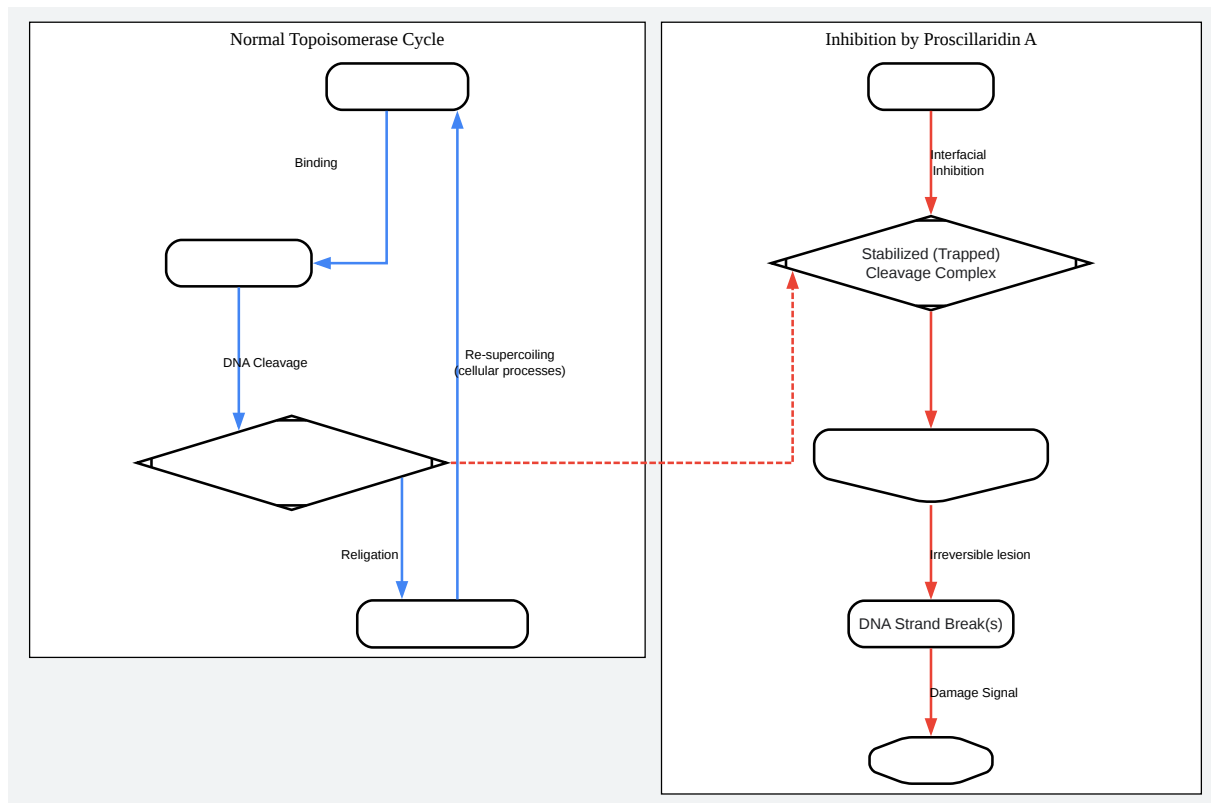 Normal Topoisomerase Cycle
Binding
DNA Cleavage
Re-supercoiling
(cellular processes)
Religation
Inhibition by Proscillaridin A
Interfacial
Inhibition
Stabilized (Trapped)
Cleavage Complex
Irreversible lesion
DNA Strand Break(s)
Damage Signal